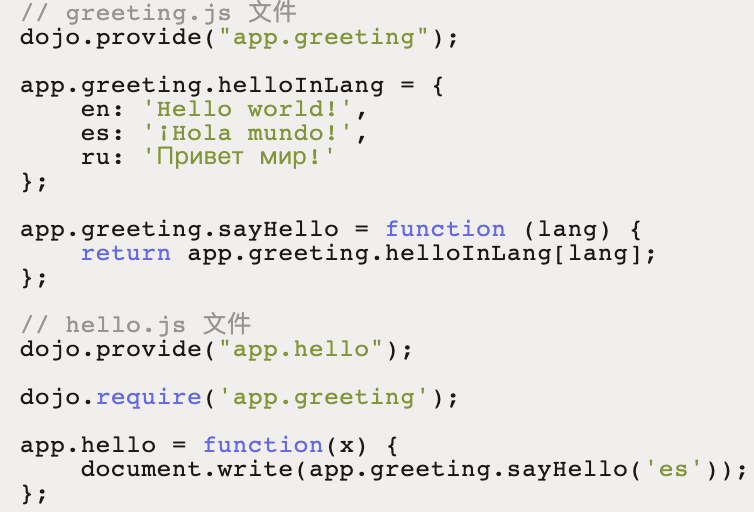 // greeting.js 文件
dojo.provide("app.greeting");

app.greeting.helloInLang = {
    en: 'Hello world!',
    es: '¡Hola mundo!',
    ru: 'Привет мир!'
};

app.greeting.sayHello = function (lang) {
    return app.greeting.helloInLang[lang];
};

// hello.js 文件
dojo.provide("app.hello");

dojo.require('app.greeting');

app.hello = function(x) {
    document.write(app.greeting.sayHello('es'));
};